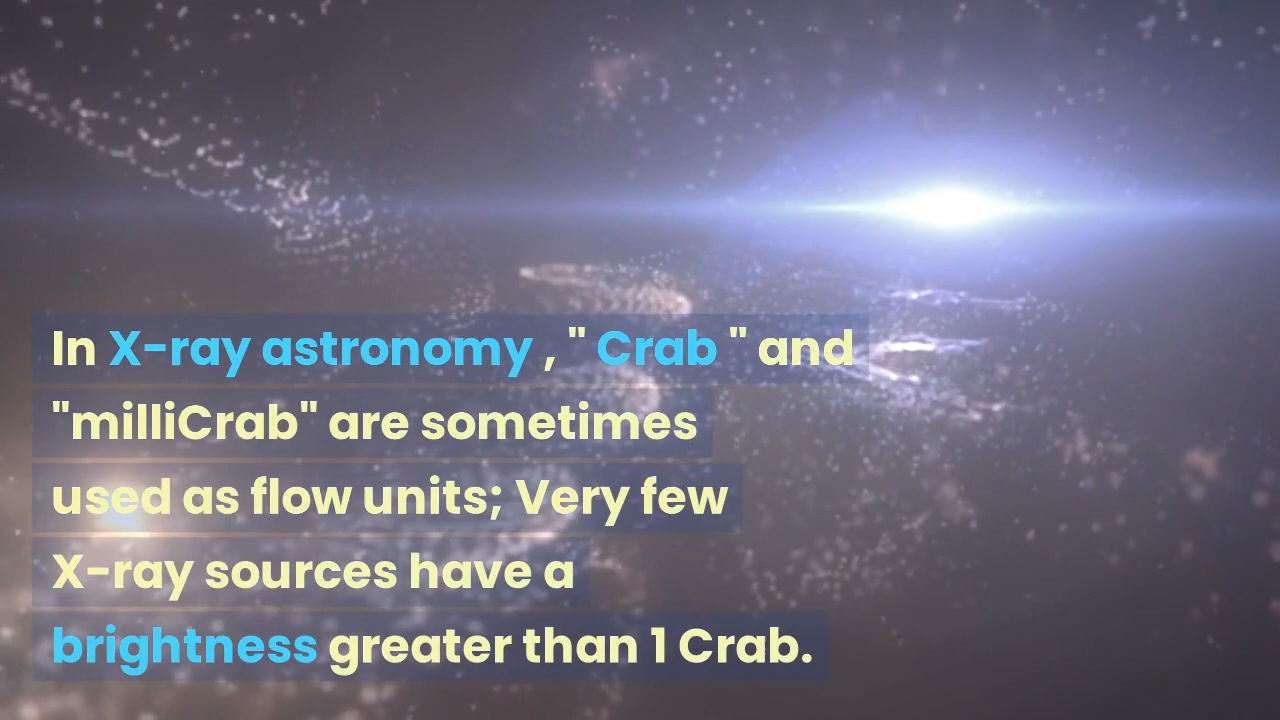 In X-ray astronomy , " Crab " and
"milliCrab" are sometimes
used as flow units; Very few
X-ray sources have a
brightness greater than 1 Crab.